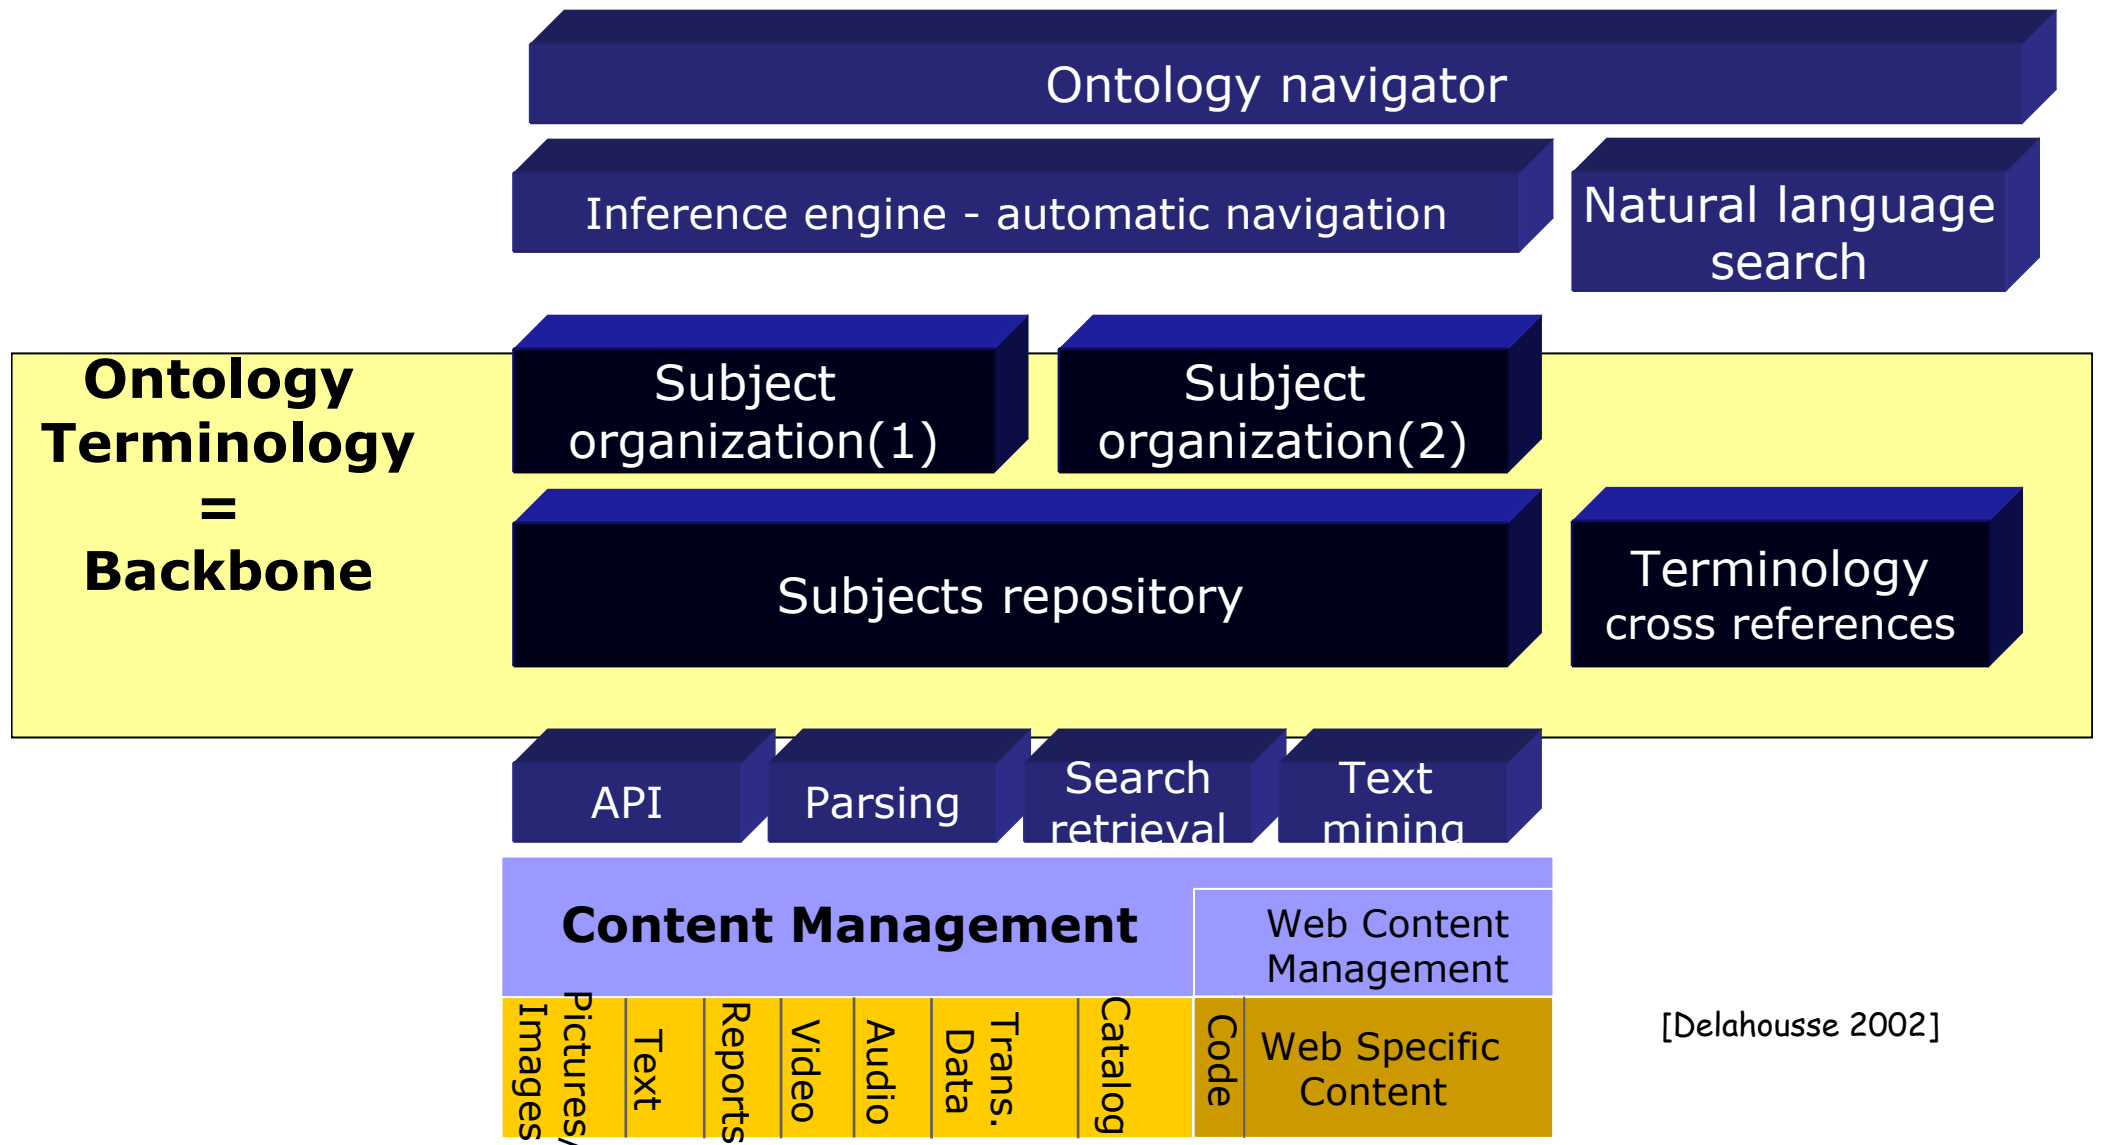 Ontology navigator
Inference engine - automatic navigation
Natural language
search
Ontology
Terminology
=
Backbone
Subject
organization(1)
Subject
organization(2)
Subjects repository
Terminology
cross references
API
Parsing
Search
retrieval
Text
mining
Content Management
Web Content
Management
Pictures/
Images
Text
Reports
Video
Audio
Trans.
Data
Catalog
Code
Web Specific
Content
[Delahousse 2002]